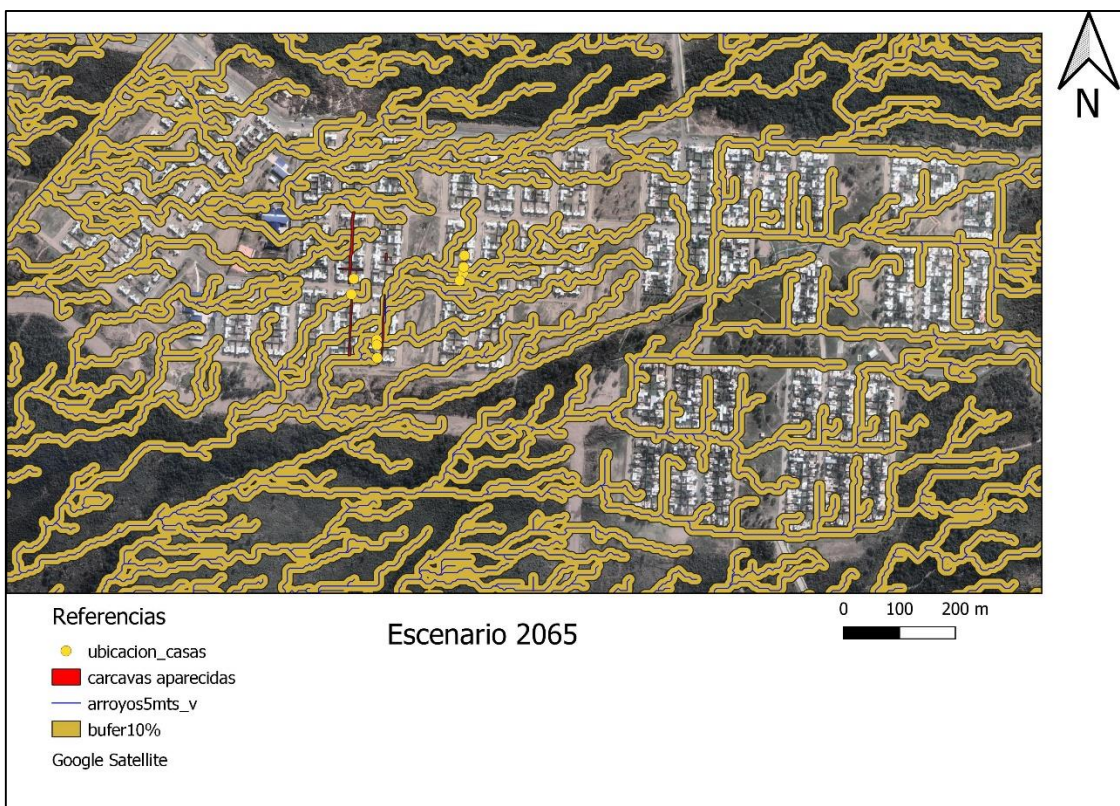 N
Referencias
ubicacion_casas
carcavas aparecidas
arroyos5mts_v
bufer10%
Google Satellite
Escenario 2065
0 100 200 m